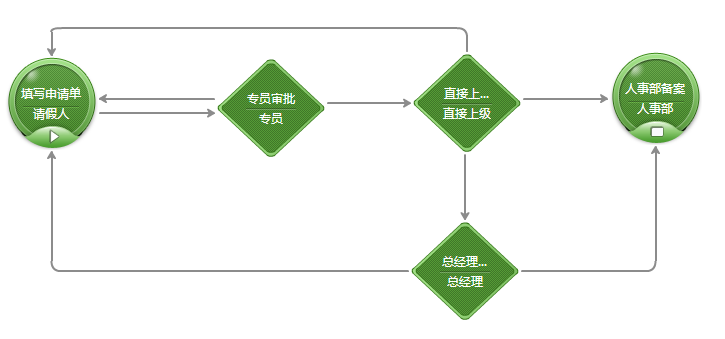 填写申请单
请假人
专员审批
专员
直接上...
直接上级
人事部备案
人事部
总经理...
总经理